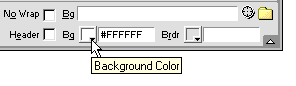 No Wrap Bg
Header Bg #FFFFFF Brdr
Background Color